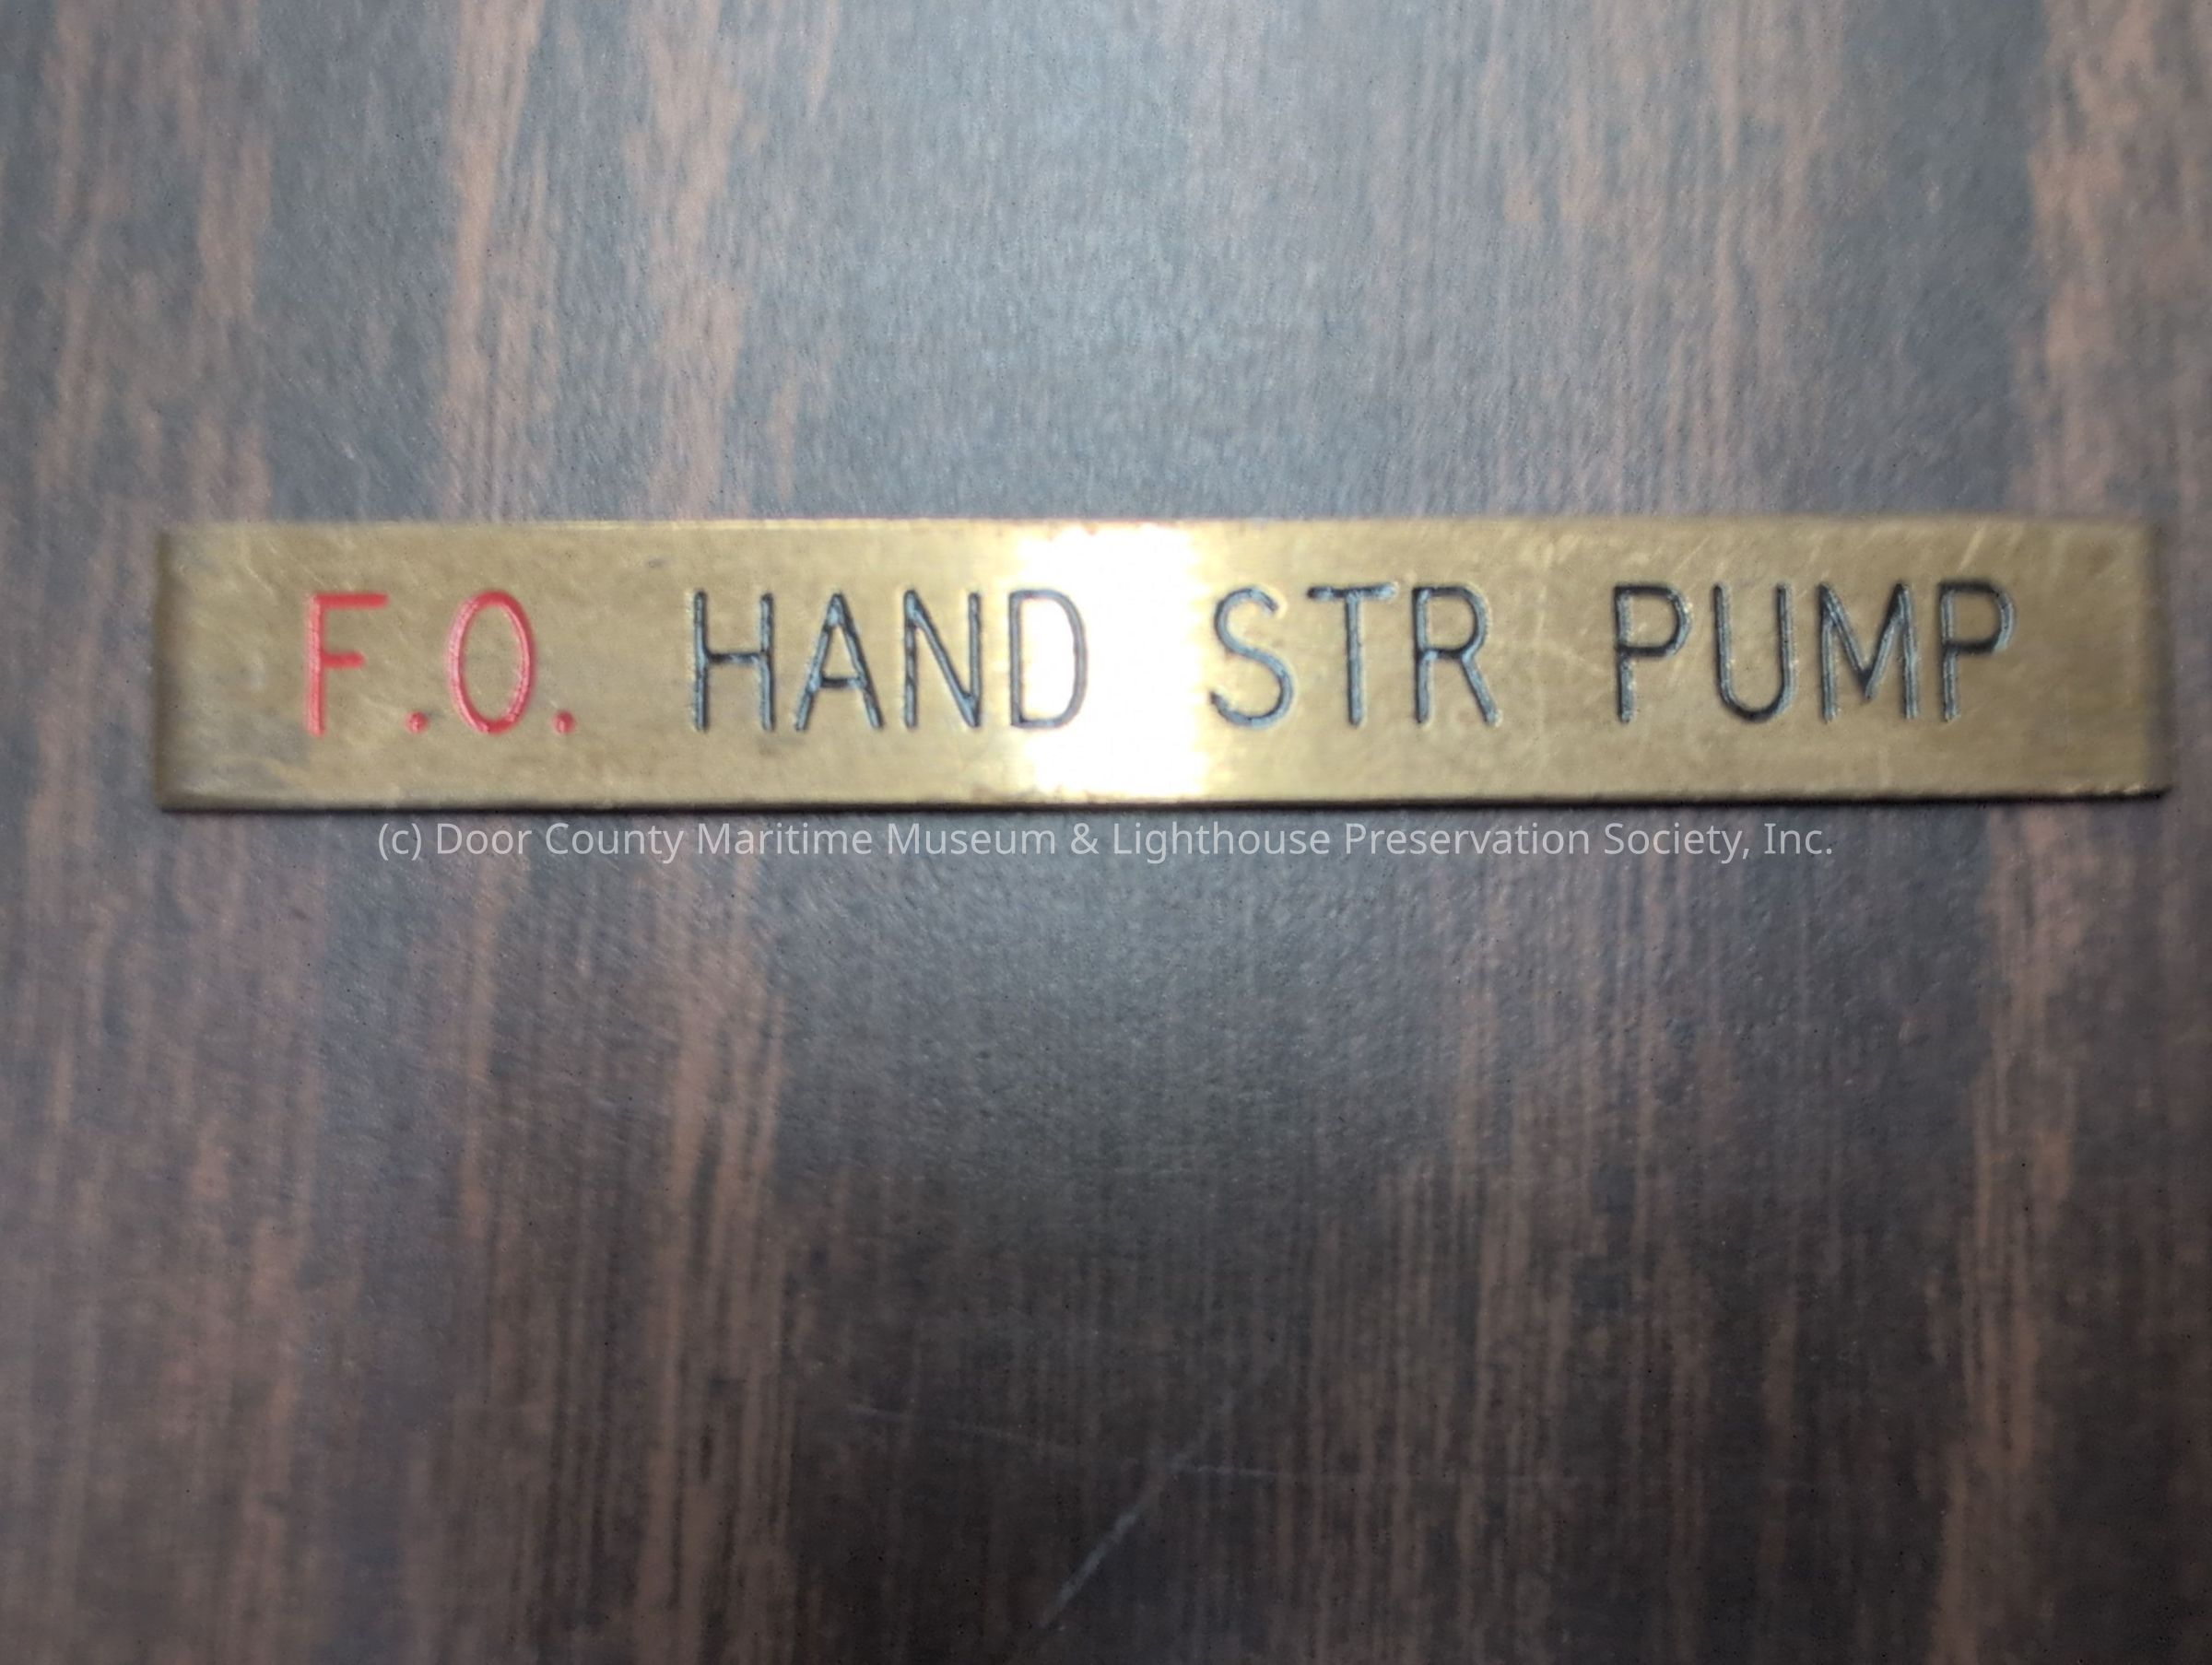 F.O. HAND STR PUMP
(c) Door County Maritime Museum & Lighthouse Preservation Society, Inc.